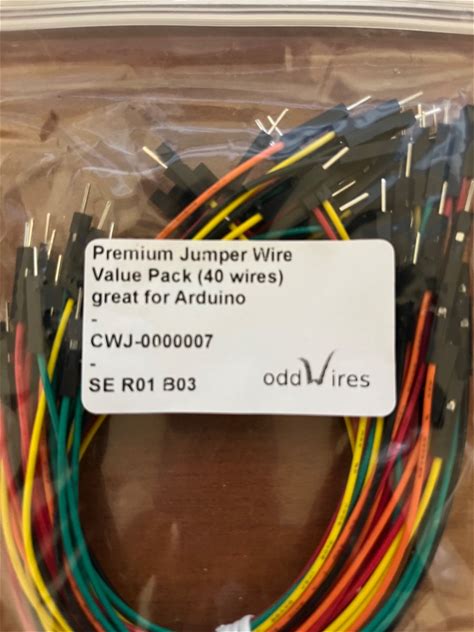 Premium Jumper Wire
Value Pack (40 wires)
great for Arduino
-
CWJ-0000007
-
SE R01 B03
oddWires